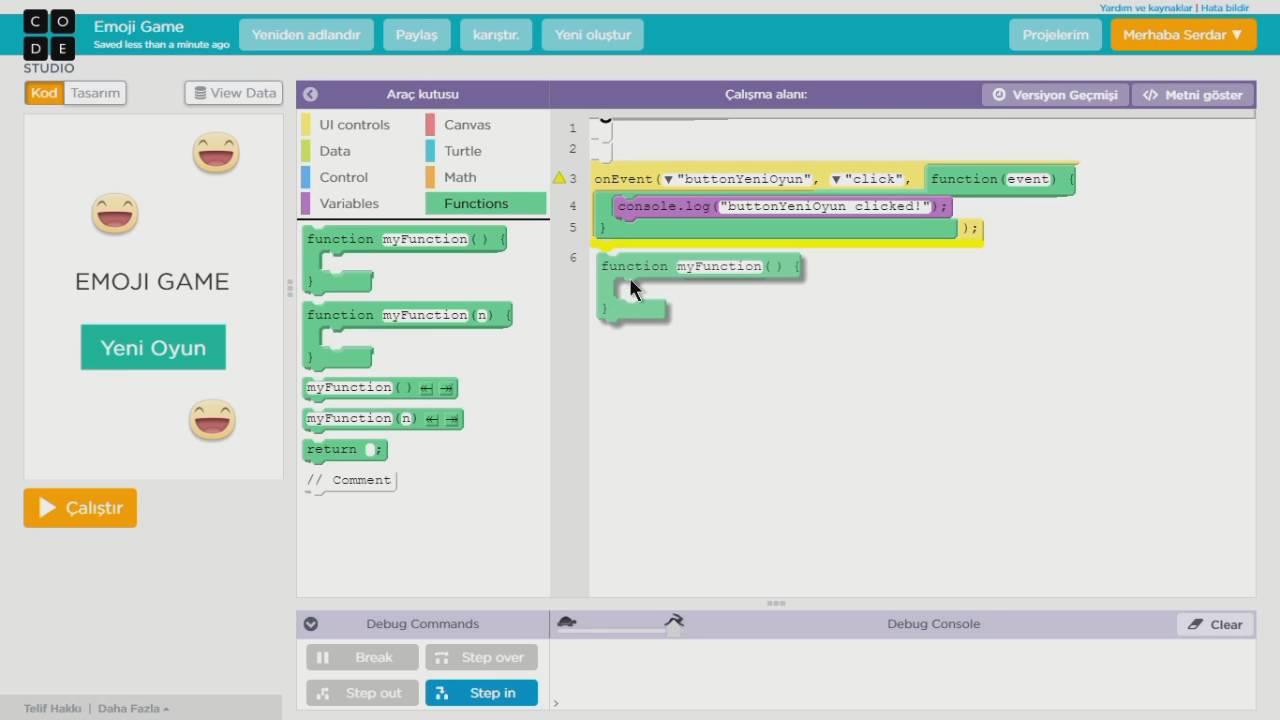 Yardım ve kaynaklar | Hata bildir
C O
D E
STUDIO
Emoji Game
Saved less than a minute ago
Yeniden adlandır
Paylaş
karıştır.
Yeni oluştur
Projelerim
Merhaba Serdar ▼
Kod
Tasarım
View Data
Araç kutusu
Çalışma alanı:
Versiyon Geçmişi
</> Metni göster
UI controls
Canvas
Data
Turtle
Control
Math
Variables
Functions
function myFunction() {
}
function myFunction(n) {
}
myFunction()
myFunction(n)
return ;
// Comment
1
2
3 onEvent(▼"buttonYeniOyun", ▼"click", function(event) {
4 console.log("buttonYeniOyun clicked!");
5 } );
6 function myFunction() {
}
EMOJI GAME
Yeni Oyun
Çalıştır
Debug Commands
Debug Console
Clear
Break
Step over
Step out
Step in
>
Telif Hakkı | Daha Fazla